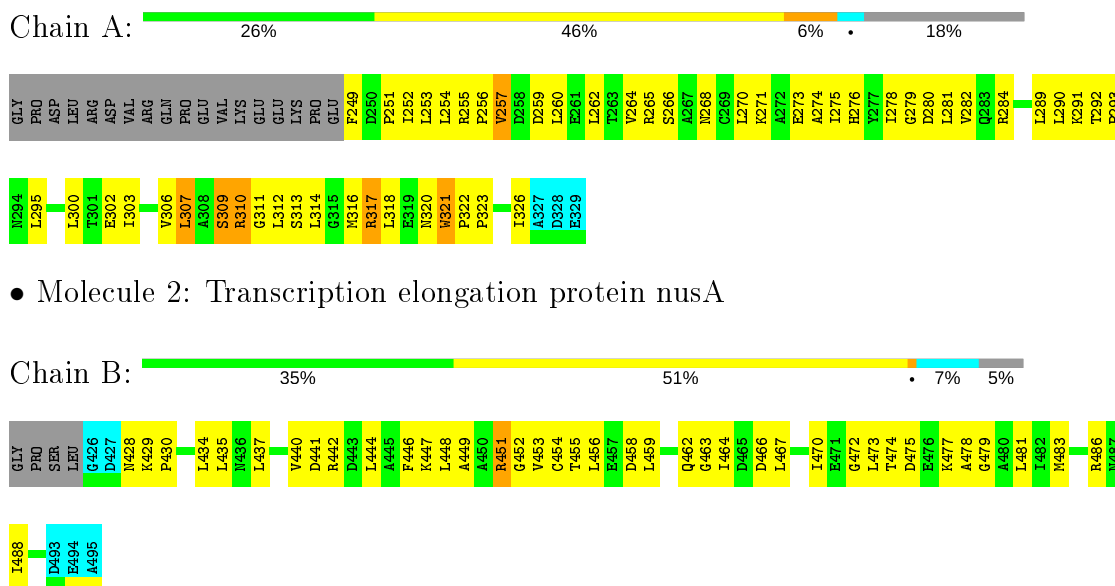 Chain A:
26% 46% 6% • 18%
GLY PRO ASP LEU ARG ASP VAL ARG GLN PRO GLU VAL LYS GLU GLU LYS PRO GLU F249 D250 P251 I252 L253 L254 R255 P256 V257 D258 D259 L260 E261 L262 T263 V264 R265 S266 A267 N268 C269 L270 K271 A272 E273 A274 I275 H276 Y277 I278 G279 D280 L281 V282 Q283 R284 L289 L290 K291 T292
N294 L295 L300 T301 E302 I303 V306 L307 A308 S309 R310 G311 L312 S313 L314 G315 M316 R317 L318 E319 N320 W321 P322 P323 I326 A327 D328 E329
• Molecule 2: Transcription elongation protein nusA
Chain B:
35% 51% • 7% 5%
GLY PRO SER LEU G426 D427 N428 K429 P430 L434 L435 N436 L437 V440 D441 R442 D443 L444 A445 F446 K447 L448 A449 A450 R451 G452 V453 C454 T455 L456 E457 D458 L459 Q462 G463 I464 D465 D466 L467 I470 E471 G472 L473 T474 D475 E476 K477 A478 G479 A480 L481 I482 M483 R486 N487
I488 D493 E494 A495